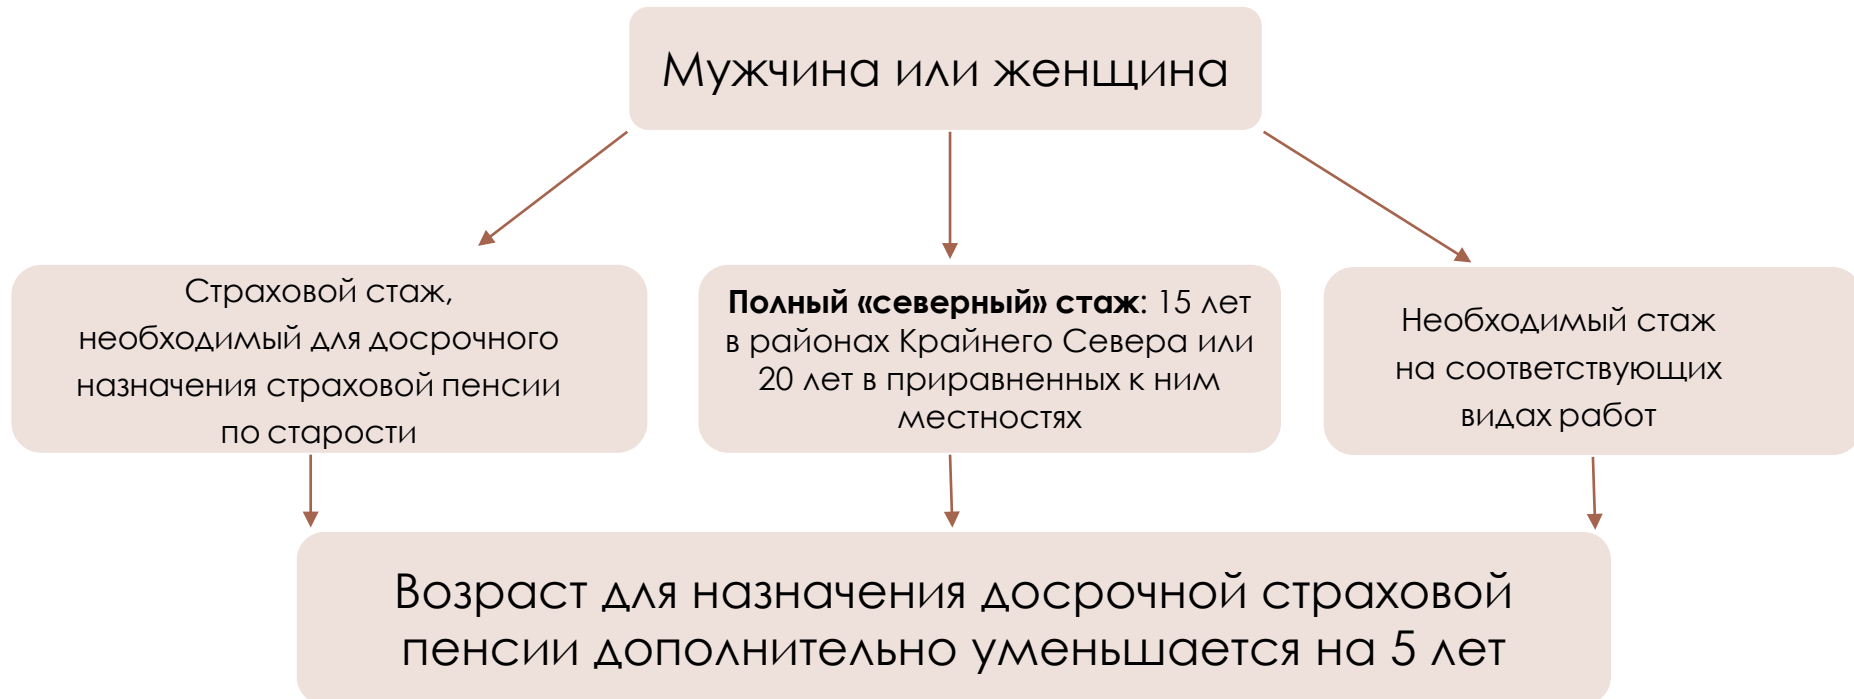 Мужчина или женщина
Страховой стаж,
необходимый для досрочного
назначения страховой пенсии
по старости
Полный «северный» стаж: 15 лет
в районах Крайнего Севера или
20 лет в приравненных к ним
местностях
Необходимый стаж
на соответствующих
видах работ
Возраст для назначения досрочной страховой
пенсии дополнительно уменьшается на 5 лет